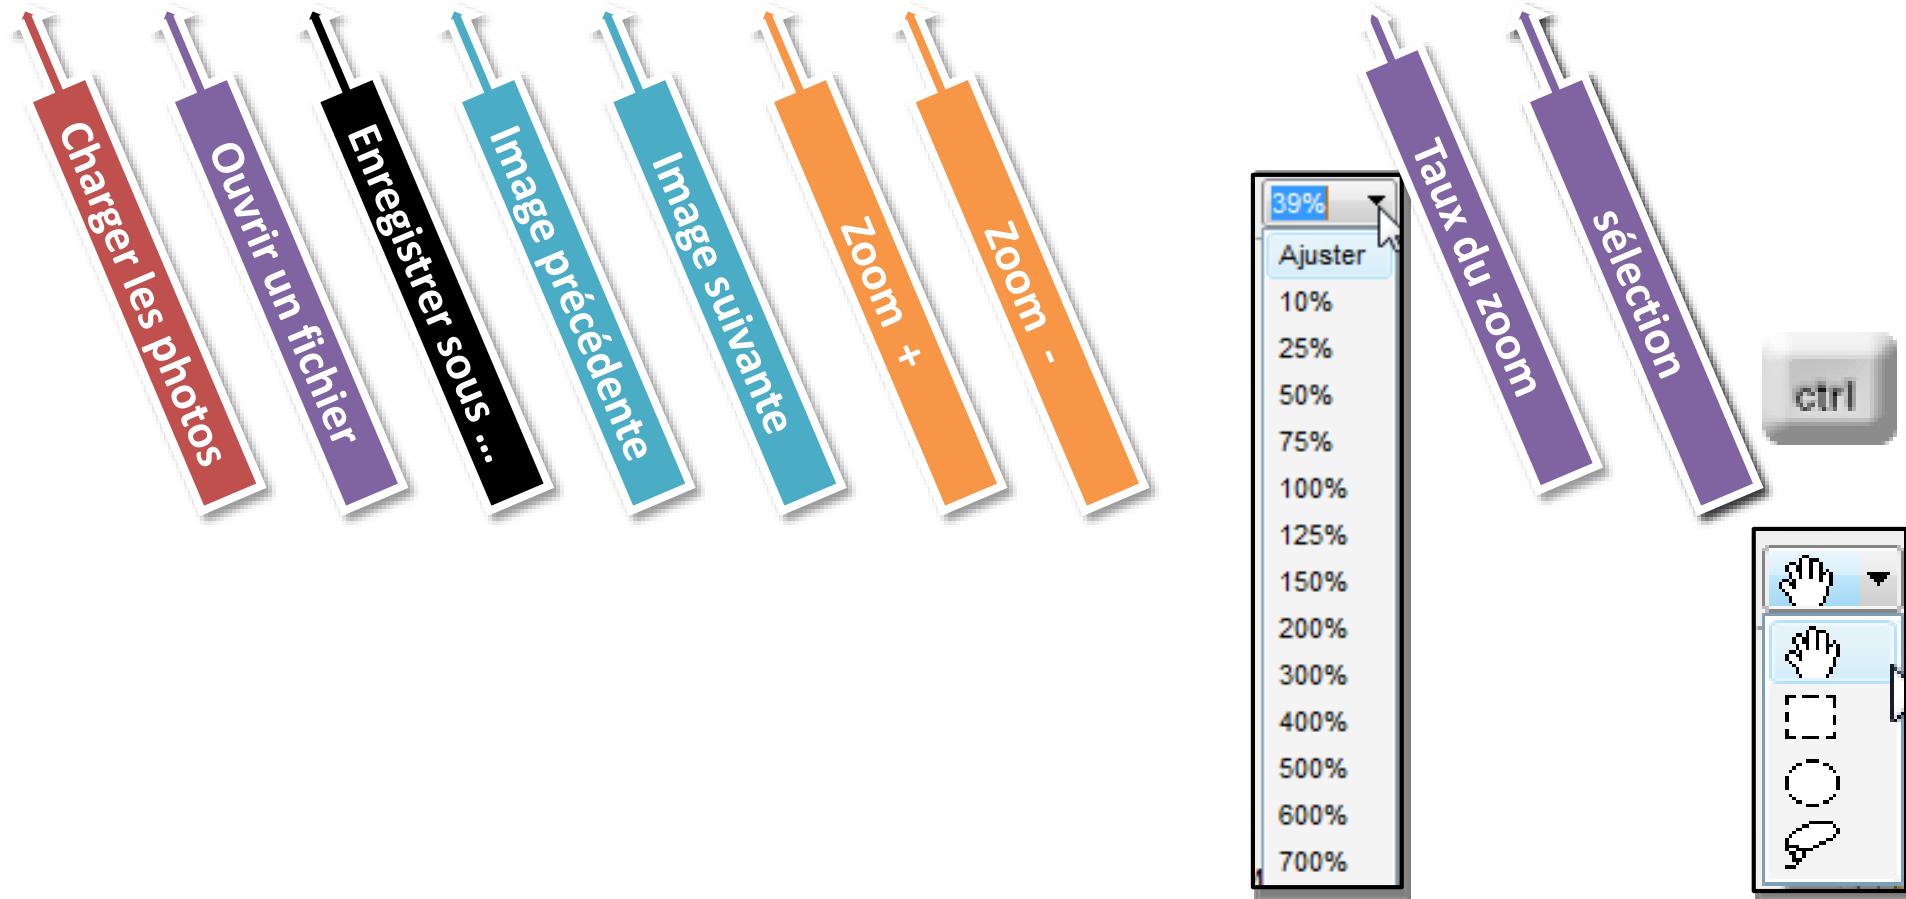 Charger les photos
Ouvrir un fichier
Enregistrer sous ...
Image précédente
Image suivante
Zoom +
Zoom -
Taux du zoom
sélection
39%
Ajuster
10%
25%
50%
75%
100%
125%
150%
200%
300%
400%
500%
600%
700%
ctrl